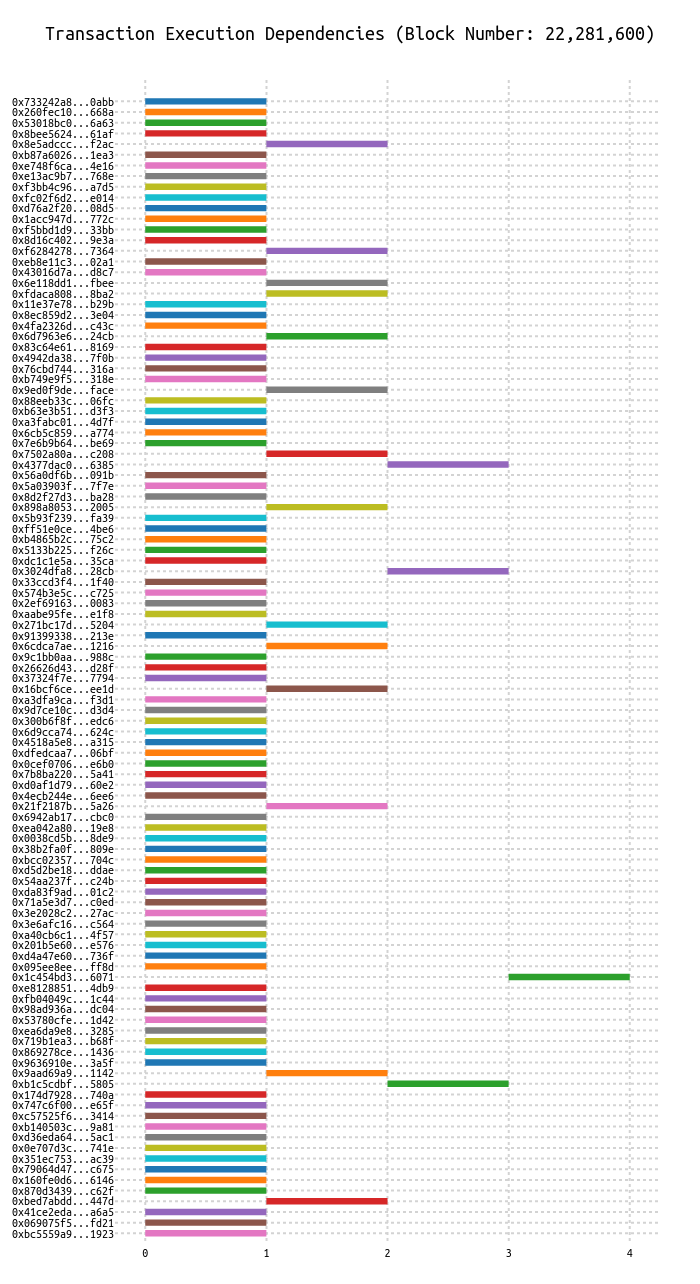 Transaction Execution Dependencies (Block Number: 22,281,600)
0x733242a8...0abb
0x260fec10...668a
0x53018bc0...6a63
0x8bee5624...61af
0x8e5adccc...f2ac
0xb87a6026...1ea3
0xe748f6ca...4e16
0xe13ac9b7...768e
0xf3bb4c96...a7d5
0xfc02f6d2...e014
0xd76a2f20...08d5
0x1acc947d...772c
0xf5bbd1d9...33bb
0x8d16c402...9e3a
0xf6284278...7364
0xeb8e11c3...02a1
0x43016d7a...d8c7
0x6e118dd1...fbee
0xfdaca808...8ba2
0x11e37e78...b29b
0x8ec859d2...3e04
0x4fa2326d...c43c
0x6d7963e6...24cb
0x83c64e61...8169
0x4942da38...7f0b
0x76cbd744...316a
0xb749e9f5...318e
0x9ed0f9de...face
0x88eeb33c...06fc
0xb63e3b51...d3f3
0xa3fabc01...4d7f
0x6cb5c859...a774
0x7e6b9b64...be69
0x7502a80a...c208
0x4377dac0...6385
0x56a0df6b...091b
0x5a03903f...7f7e
0x8d2f27d3...ba28
0x898a8053...2005
0x5b93f239...fa39
0xff51e0ce...4be6
0xb4865b2c...75c2
0x5133b225...f26c
0xdc1c1e5a...35ca
0x3024dfa8...28cb
0x33ccd3f4...1f40
0x574b3e5c...c725
0x2ef69163...0083
0xaabe95fe...e1f8
0x271bc17d...5204
0x91399338...213e
0x6cdca7ae...1216
0x9c1bb0aa...988c
0x26626d43...d28f
0x37324f7e...7794
0x16bcf6ce...ee1d
0xa3dfa9ca...f3d1
0x9d7ce10c...d3d4
0x300b6f8f...edc6
0x6d9cca74...624c
0x4518a5e8...a315
0xdfedcaa7...06bf
0x0cef0706...e6b0
0x7b8ba220...5a41
0xd0af1d79...60e2
0x4ecb244e...6ee6
0x21f2187b...5a26
0x6942ab17...cbc0
0xea042a80...19e8
0x0038cd5b...8de9
0x38b2fa0f...809e
0xbcc02357...704c
0xd5d2be18...ddae
0x54aa237f...c24b
0xda83f9ad...01c2
0x71a5e3d7...c0ed
0x3e2028c2...27ac
0x3e6afc16...c564
0xa40cb6c1...4f57
0x201b5e60...e576
0xd4a47e60...736f
0x095ee8ee...ff8d
0x1c454bd3...6071
0xe8128851...4db9
0xfb04049c...1c44
0x98ad936a...dc04
0x53780cfe...1d42
0xea6da9e8...3285
0x719b1ea3...b68f
0x869278ce...1436
0x9636910e...3a5f
0x9aad69a9...1142
0xb1c5cdbf...5805
0x174d7928...740a
0x747c6f00...e65f
0xc57525f6...3414
0xb140503c...9a81
0xd36eda64...5ac1
0x0e707d3c...741e
0x351ec753...ac39
0x79064d47...c675
0x160fe0d6...6146
0x870d3439...c62f
0xbed7abdd...447d
0x41ce2eda...a6a5
0x069075f5...fd21
0xbc5559a9...1923
0 1 2 3 4